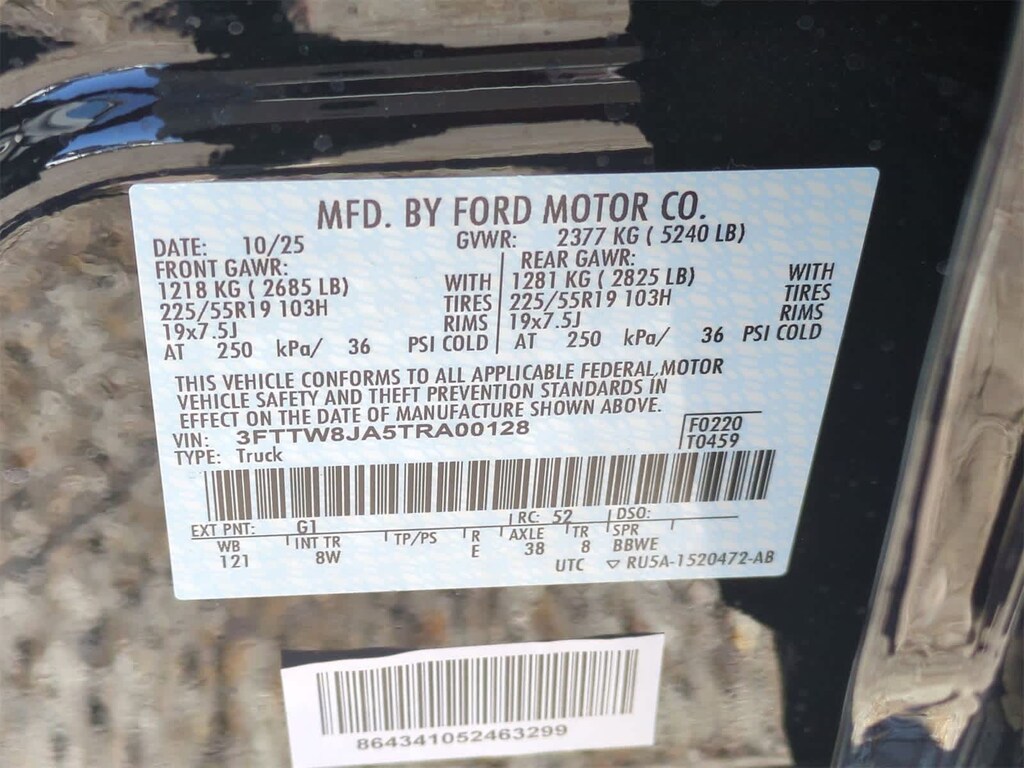 MFD. BY FORD MOTOR CO.
DATE: 10/25 GVWR: 2377 KG ( 5240 LB)
FRONT GAWR: REAR GAWR:
1218 KG ( 2685 LB) WITH 1281 KG ( 2825 LB) WITH
225/55R19 103H TIRES 225/55R19 103H TIRES
19x7.5J RIMS 19x7.5J RIMS
AT 250 kPa/ 36 PSI COLD AT 250 kPa/ 36 PSI COLD
THIS VEHICLE CONFORMS TO ALL APPLICABLE FEDERAL MOTOR
VEHICLE SAFETY AND THEFT PREVENTION STANDARDS IN
EFFECT ON THE DATE OF MANUFACTURE SHOWN ABOVE.
VIN: 3FTTW8JA5TRA00128 F0220
TYPE: Truck T0459
EXT PNT: G1 RC: 52 DSO:
WB INT TR TP/PS R AXLE TR SPR
121 8W E 38 8 BBWE
UTC ▽ RU5A-1520472-AB
864341052463299